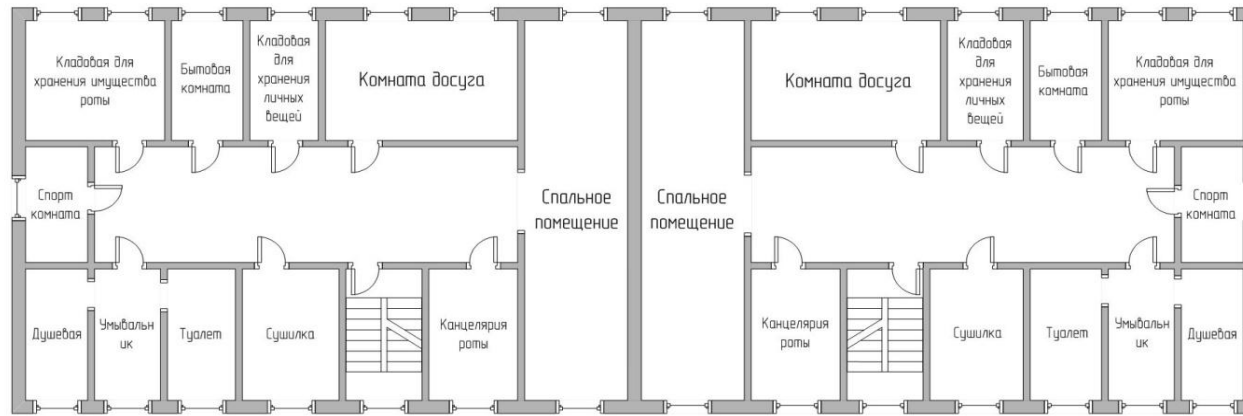 Кладовая для
хранения имущества
роты
Бытовая
комната
Кладовая
для
хранения
личных
вещей
Комната досуга
Комната досуга
Кладовая
для
хранения
личных
вещей
Бытовая
комната
Кладовая для
хранения имущества
роты
Спорт
комната
Спальное
помещение
Спальное
помещение
Спорт
комната
Душевая
Умывальн
ик
Туалет
Сушилка
Канцелярия
роты
Канцелярия
роты
Сушилка
Туалет
Умывальн
ик
Душевая